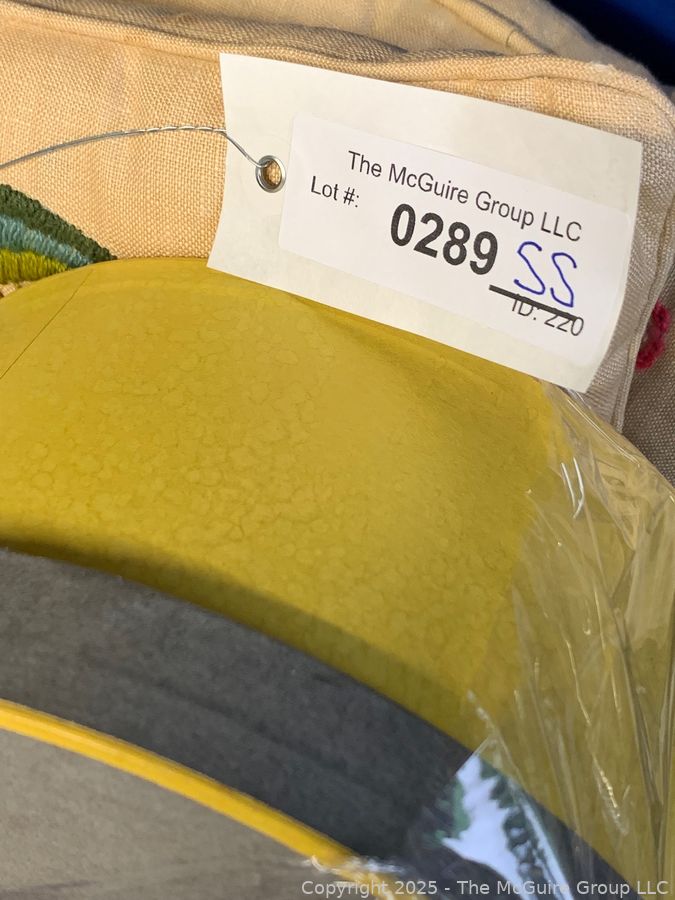 The McGuire Group LLC
Lot #:
0289 SS
ID: 220
Copyright 2025 - The McGuire Group LLC